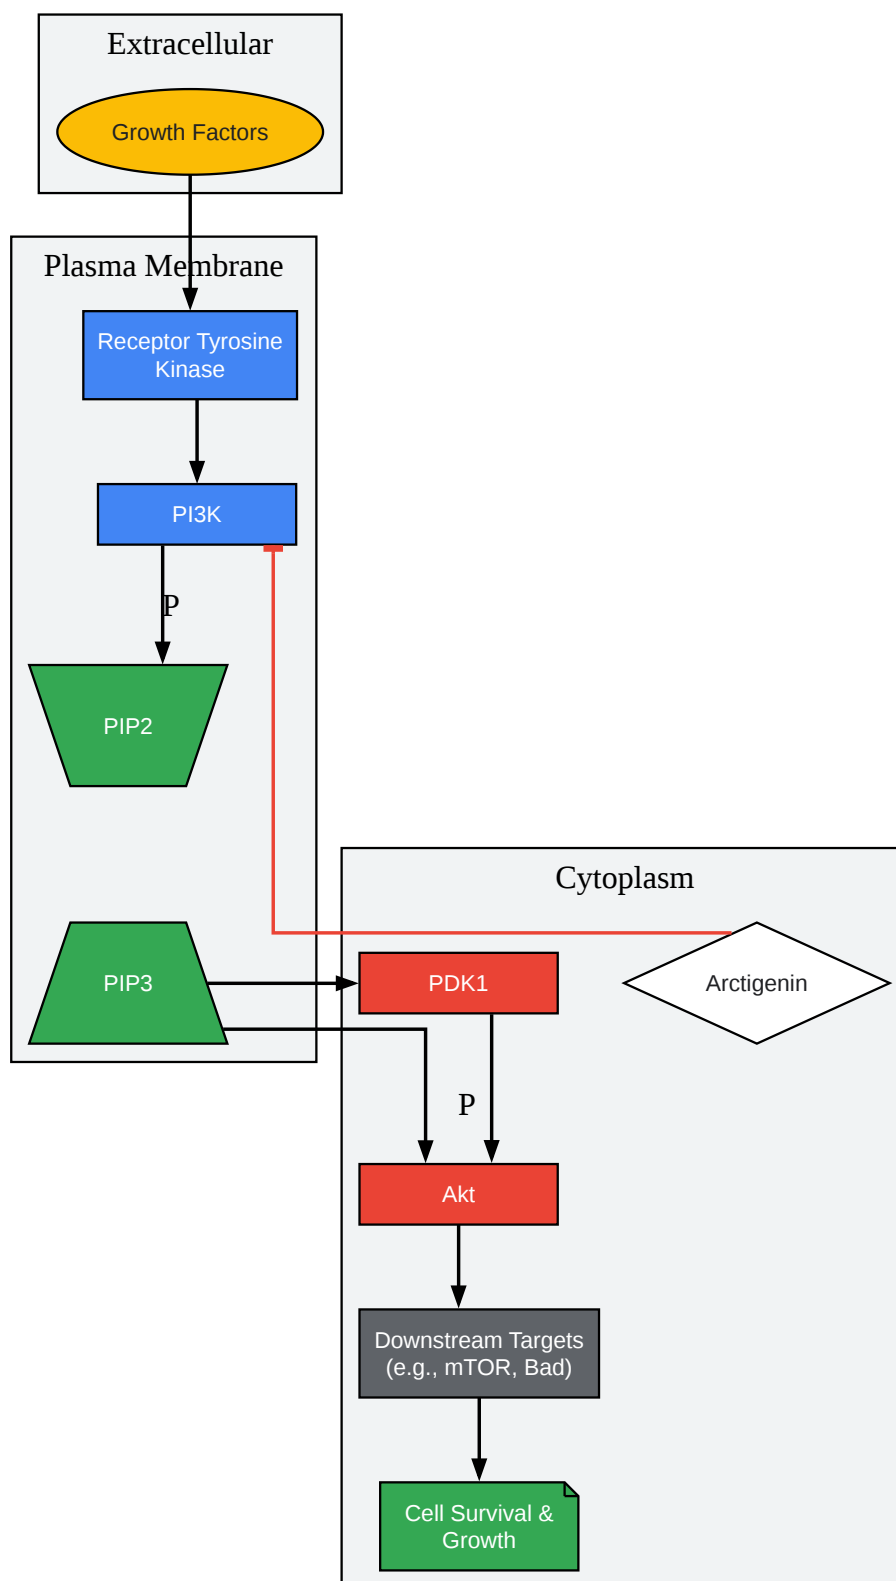 Extracellular
Growth Factors
Plasma Membrane
Receptor Tyrosine
Kinase
PI3K
P
PIP2
Cytoplasm
PIP3
PDK1
Arctigenin
P
Akt
Downstream Targets
(e.g., mTOR, Bad)
Cell Survival &
Growth